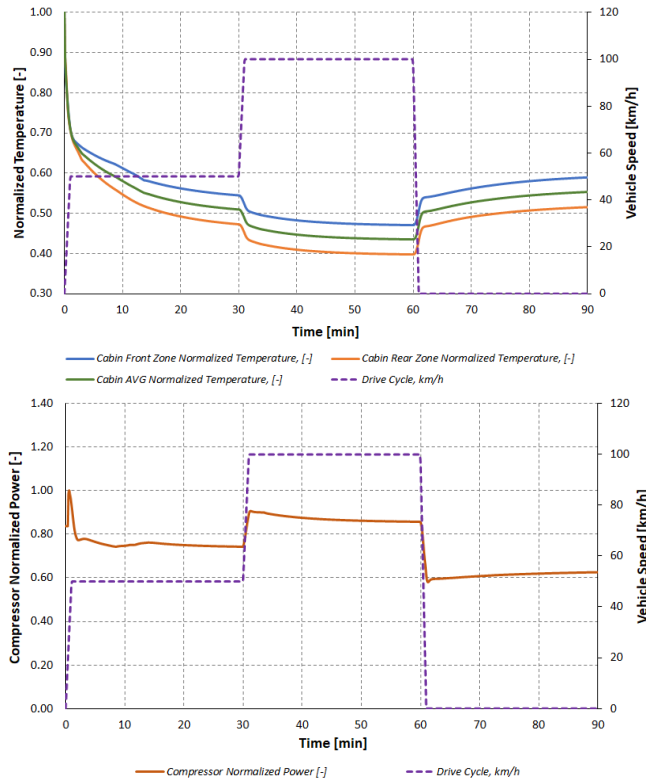 Normalized Temperature [-]
1.00
0.90
0.80
0.70
0.60
0.50
0.40
0.30
120
100
80
60
40
20
0
Vehicle Speed [km/h]
0 10 20 30 40 50 60 70 80 90
Time [min]
Cabin Front Zone Normalized Temperature, [-] Cabin Rear Zone Normalized Temperature, [-]
Cabin AVG Normalized Temperature, [-] Drive Cycle, km/h
Compressor Normalized Power [-]
1.40
1.20
1.00
0.80
0.60
0.40
0.20
0.00
120
100
80
60
40
20
0
Vehicle Speed [km/h]
0 10 20 30 40 50 60 70 80 90
Time [min]
Compressor Normalized Power [-] Drive Cycle, km/h